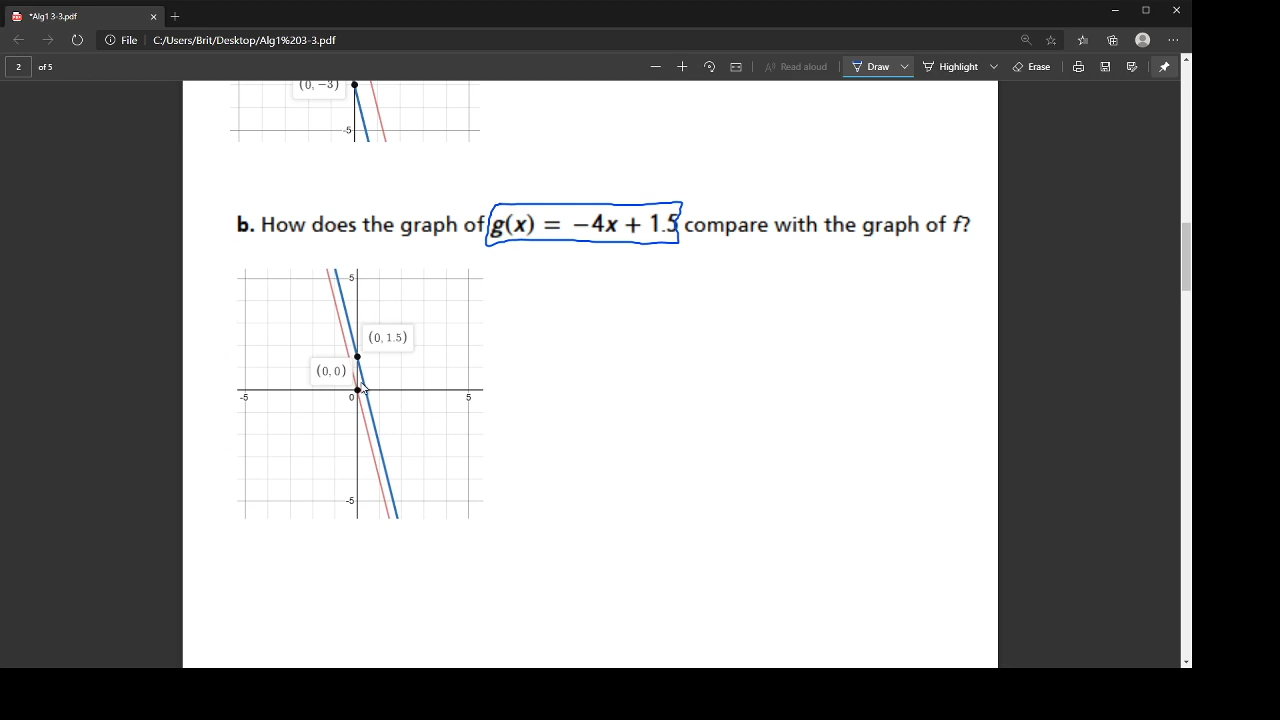 *Alg1 3-3.pdf
File C:/Users/Brit/Desktop/Alg1%203-3.pdf
2 of 5 Read aloud Draw Highlight Erase
(0, −3)
-5
b. How does the graph of g(x) = −4x + 1.5 compare with the graph of f?
5
(0, 1.5)
(0, 0)
-5 0 5
-5